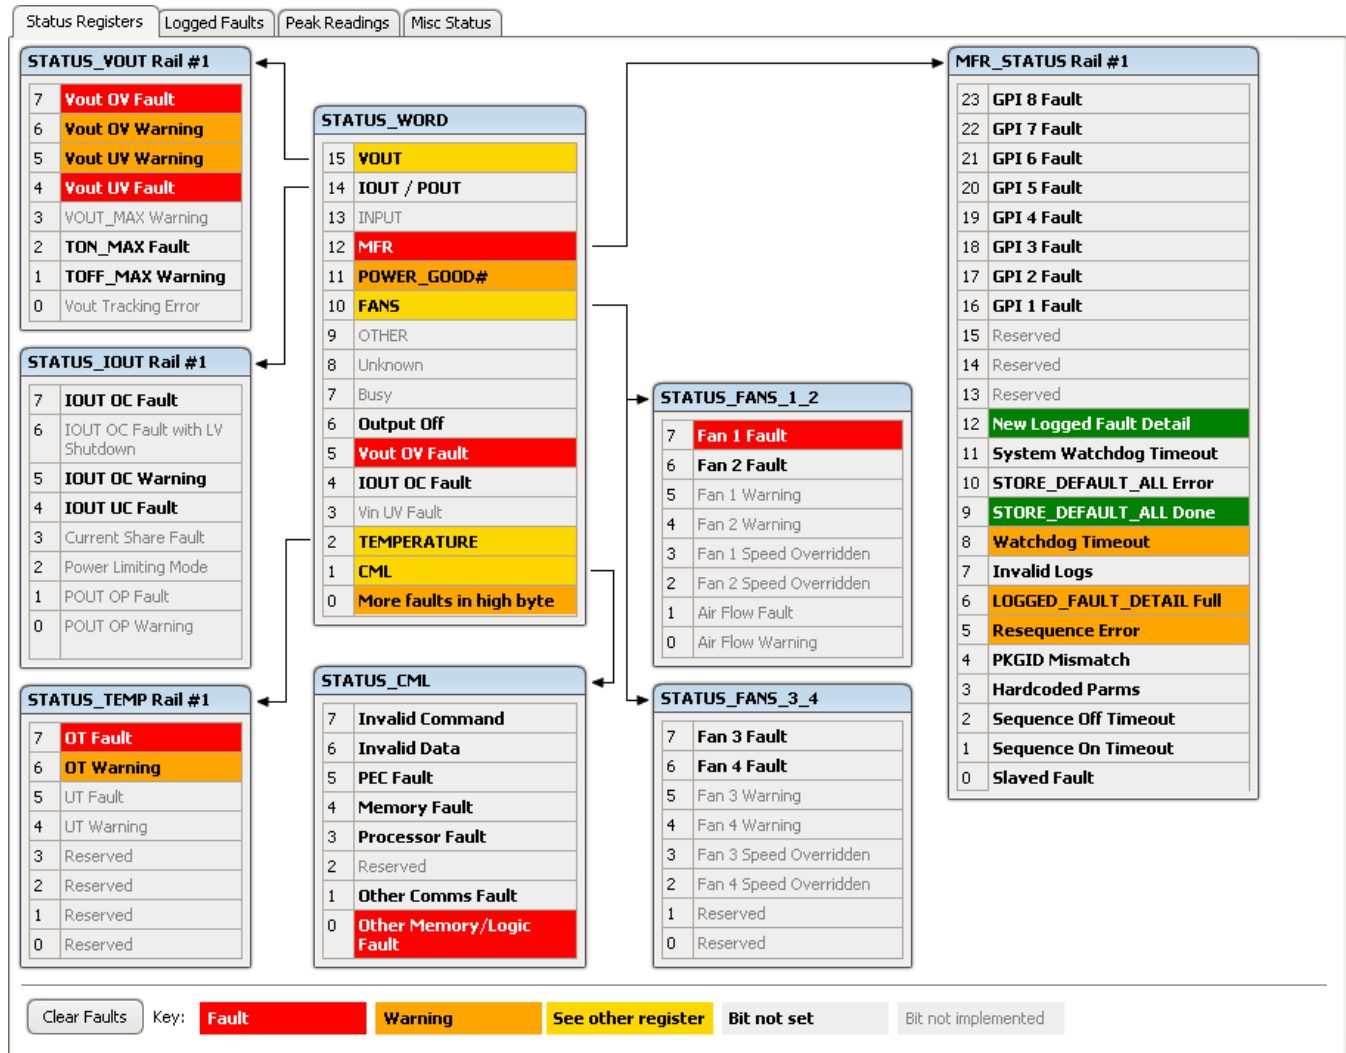 Status Registers Logged Faults Peak Readings Misc Status
STATUS_VOUT Rail #1
7 Vout OV Fault
6 Vout OV Warning
5 Vout UV Warning
4 Vout UV Fault
3 VOUT_MAX Warning
2 TON_MAX Fault
1 TOFF_MAX Warning
0 Vout Tracking Error
STATUS_IOUT Rail #1
7 IOUT OC Fault
6 IOUT OC Fault with LV
Shutdown
5 IOUT OC Warning
4 IOUT UC Fault
3 Current Share Fault
2 Power Limiting Mode
1 POUT OP Fault
0 POUT OP Warning
STATUS_TEMP Rail #1
7 OT Fault
6 OT Warning
5 UT Fault
4 UT Warning
3 Reserved
2 Reserved
1 Reserved
0 Reserved
STATUS_WORD
15 VOUT
14 IOUT / POUT
13 INPUT
12 MFR
11 POWER_GOOD#
10 FANS
9 OTHER
8 Unknown
7 Busy
6 Output Off
5 Vout OV Fault
4 IOUT OC Fault
3 Vin UV Fault
2 TEMPERATURE
1 CML
0 More faults in high byte
STATUS_CML
7 Invalid Command
6 Invalid Data
5 PEC Fault
4 Memory Fault
3 Processor Fault
2 Reserved
1 Other Comms Fault
0 Other Memory/Logic
Fault
STATUS_FANS_1_2
7 Fan 1 Fault
6 Fan 2 Fault
5 Fan 1 Warning
4 Fan 2 Warning
3 Fan 1 Speed Overridden
2 Fan 2 Speed Overridden
1 Air Flow Fault
0 Air Flow Warning
STATUS_FANS_3_4
7 Fan 3 Fault
6 Fan 4 Fault
5 Fan 3 Warning
4 Fan 4 Warning
3 Fan 3 Speed Overridden
2 Fan 4 Speed Overridden
1 Reserved
0 Reserved
MFR_STATUS Rail #1
23 GPI 8 Fault
22 GPI 7 Fault
21 GPI 6 Fault
20 GPI 5 Fault
19 GPI 4 Fault
18 GPI 3 Fault
17 GPI 2 Fault
16 GPI 1 Fault
15 Reserved
14 Reserved
13 Reserved
12 New Logged Fault Detail
11 System Watchdog Timeout
10 STORE_DEFAULT_ALL Error
9 STORE_DEFAULT_ALL Done
8 Watchdog Timeout
7 Invalid Logs
6 LOGGED_FAULT_DETAIL Full
5 Resequence Error
4 PKGID Mismatch
3 Hardcoded Parms
2 Sequence Off Timeout
1 Sequence On Timeout
0 Slaved Fault
Clear Faults Key: Fault Warning See other register Bit not set Bit not implemented